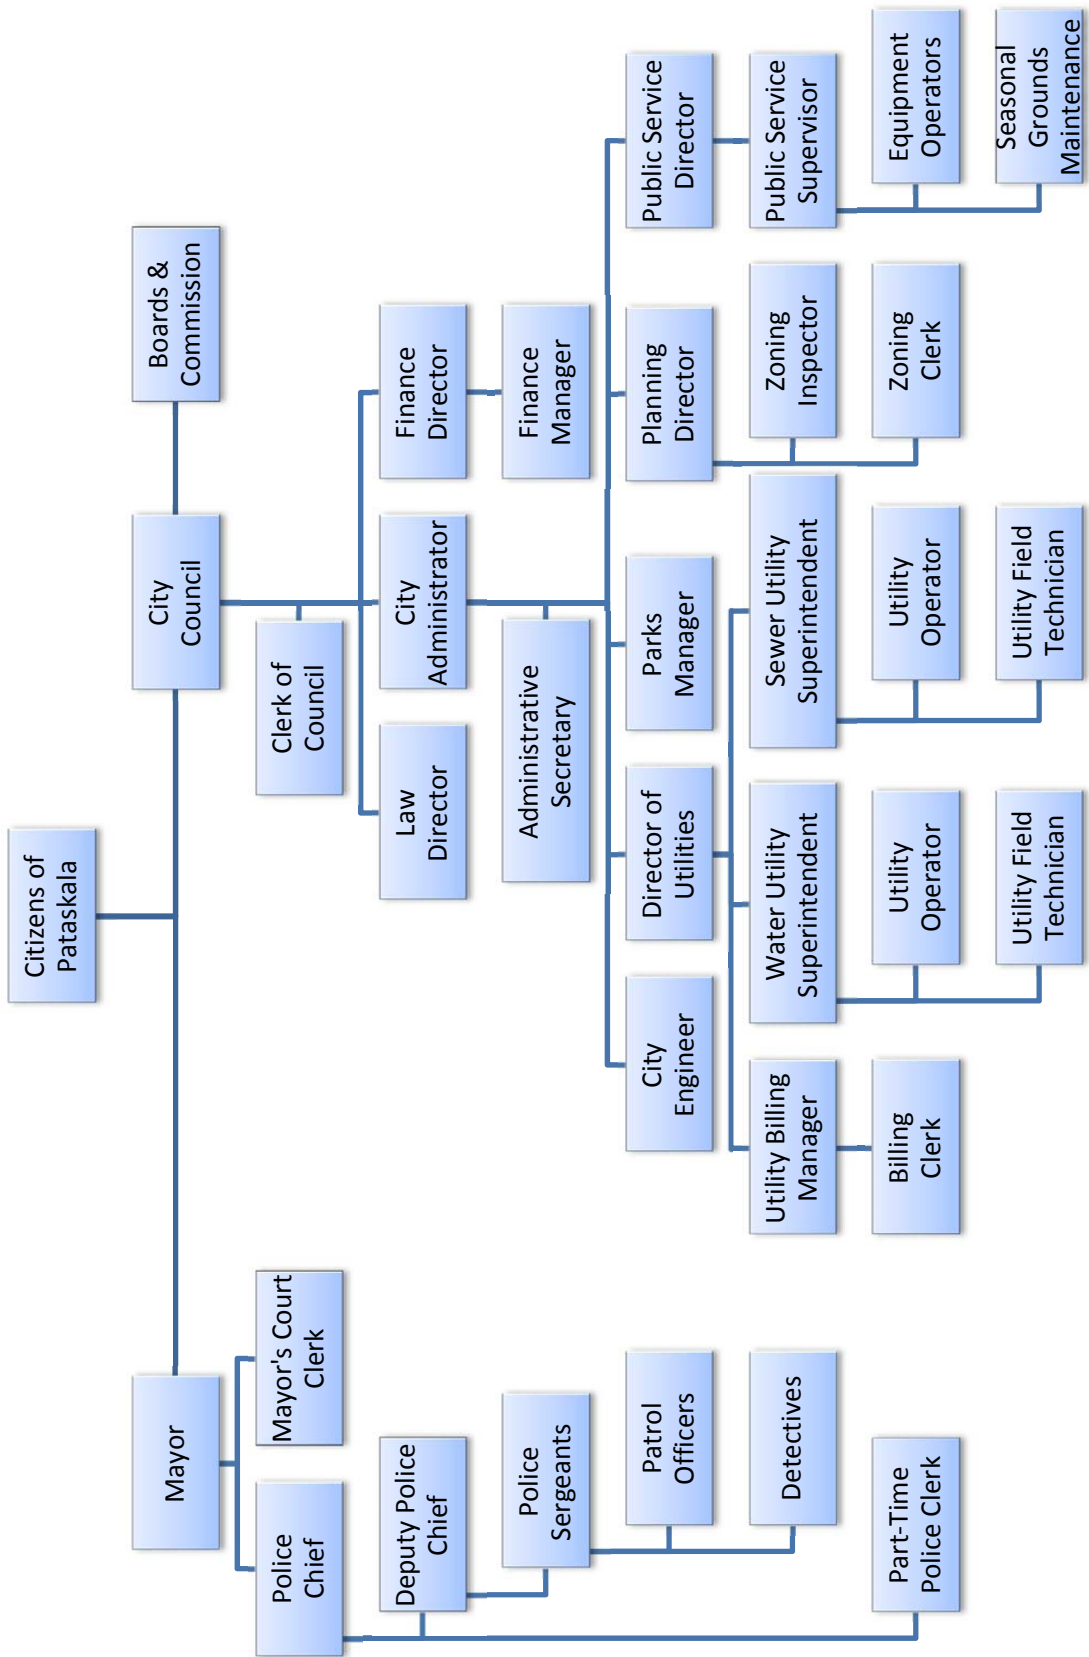 Citizens of
Pataskala
Mayor
City
Council
Boards &
Commission
Police
Chief
Mayor's Court
Clerk
Clerk of
Council
Deputy Police
Chief
Law
Director
City
Administrator
Finance
Director
Police
Sergeants
Administrative
Secretary
Finance
Manager
Patrol
Officers
City
Engineer
Director of
Utilities
Parks
Manager
Planning
Director
Public Service
Director
Detectives
Utility Billing
Manager
Water Utility
Superintendent
Sewer Utility
Superintendent
Zoning
Inspector
Public Service
Supervisor
Part-Time
Police Clerk
Billing
Clerk
Utility
Operator
Utility
Operator
Zoning
Clerk
Equipment
Operators
Utility Field
Technician
Utility Field
Technician
Seasonal
Grounds
Maintenance